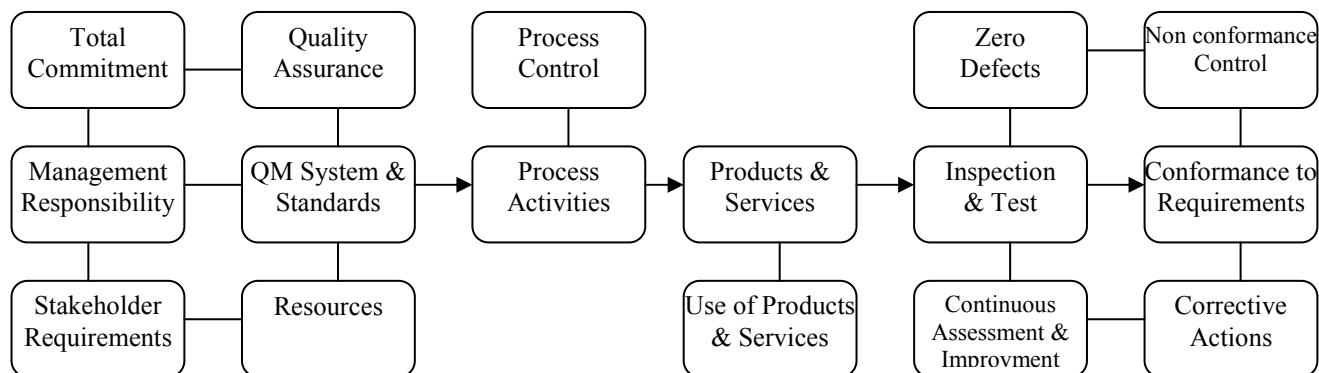 Total
Commitment
Quality
Assurance
Process
Control
Zero
Defects
Non conformance
Control
Management
Responsibility
QM System &
Standards
Process
Activities
Products &
Services
Inspection
& Test
Conformance to
Requirements
Stakeholder
Requirements
Resources
Use of Products
& Services
Continuous
Assessment &
Improvment
Corrective
Actions